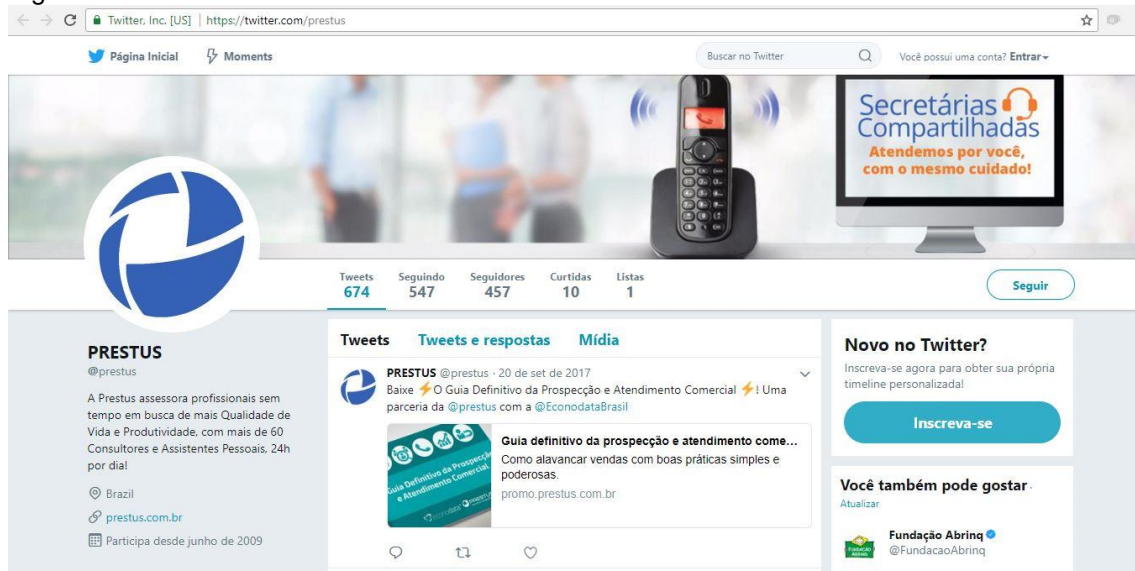 Twitter, Inc. [US] | https://twitter.com/prestus
Página Inicial
Moments
Buscar no Twitter
Você possui uma conta? Entrar
Secretárias
Compartilhadas
Atendemos por você,
com o mesmo cuidado!
Tweets Seguindo Seguidores Curtidas Listas
674 547 457 10 1
Seguir
PRESTUS
@prestus
A Prestus assessora profissionais sem
tempo em busca de mais Qualidade de
Vida e Produtividade, com mais de 60
Consultores e Assistentes Pessoais, 24h
por dia!
Brazil
prestus.com.br
Participa desde junho de 2009
Tweets Tweets e respostas Mídia
PRESTUS @prestus · 20 de set de 2017
Baixe ⚡O Guia Definitivo da Prospecção e Atendimento Comercial ⚡! Uma
parceria da @prestus com a @EconodataBrasil
Guia Definitivo da Prospecção
e Atendimento Comercial
econodata
Guia definitivo da prospecção e atendimento come...
Como alavancar vendas com boas práticas simples e
poderosas.
promo.prestus.com.br
Novo no Twitter?
Inscreva-se agora para obter sua própria
timeline personalizada!
Inscreva-se
Você também pode gostar ·
Atualizar
Fundação Abrinq
@FundacaoAbrinq